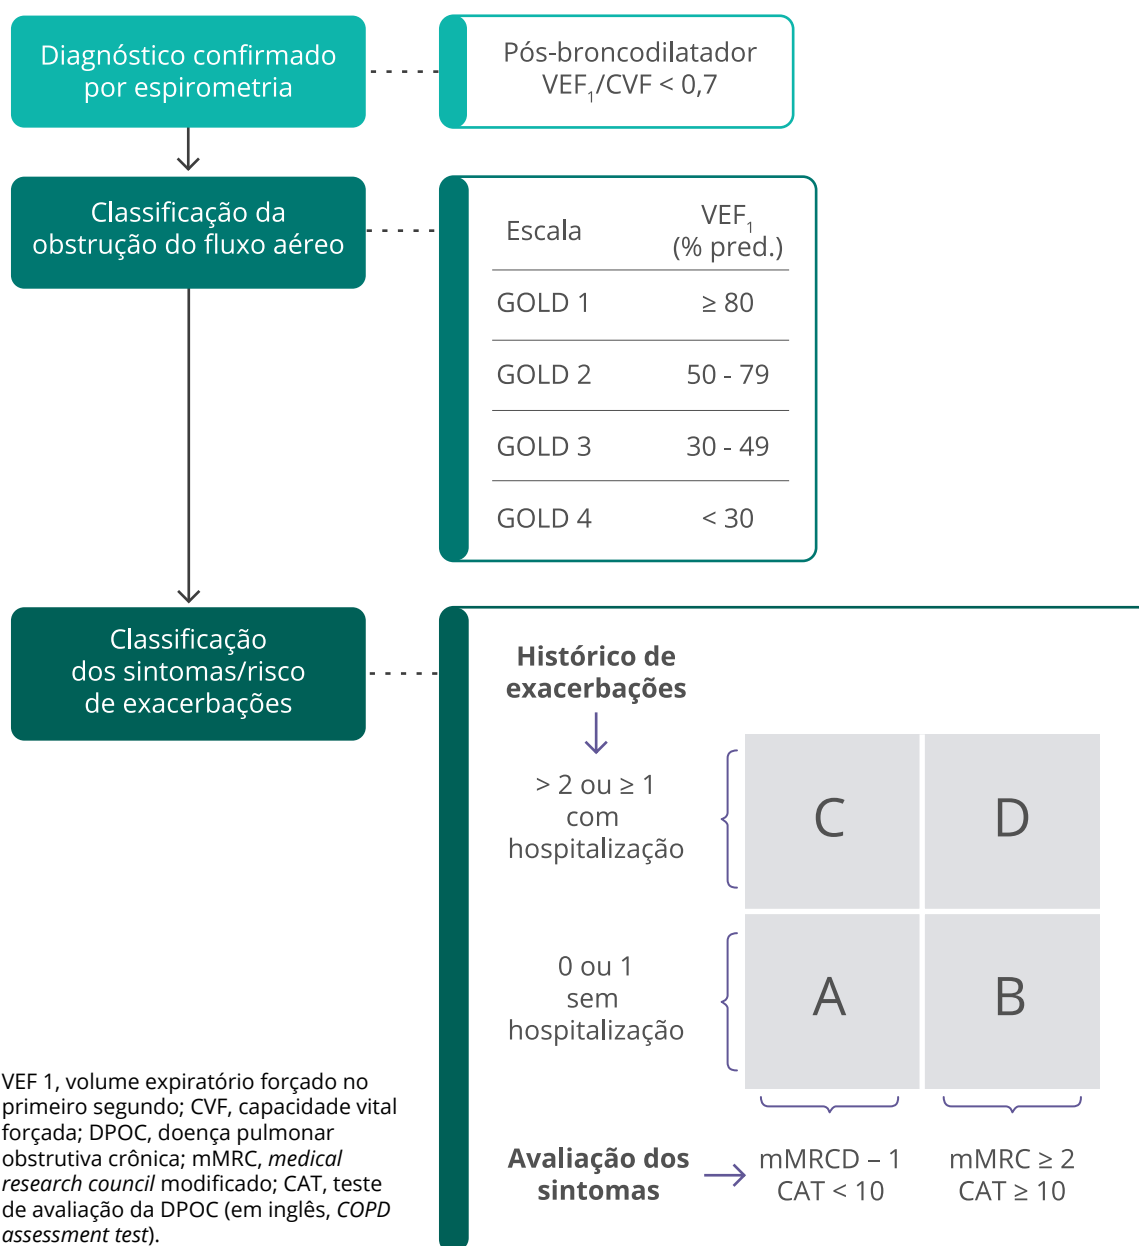 Diagnóstico confirmado
por espirometria
Pós-broncodilatador
VEF₁/CVF < 0,7
Classificação da
obstrução do fluxo aéreo
Escala
VEF₁
(% pred.)
GOLD 1 ≥ 80
GOLD 2 50 - 79
GOLD 3 30 - 49
GOLD 4 < 30
Classificação
dos sintomas/risco
de exacerbações
Histórico de
exacerbações
> 2 ou ≥ 1
com
hospitalização
C D
0 ou 1
sem
hospitalização
A B
Avaliação dos
sintomas
mMRCD – 1
CAT < 10
mMRC ≥ 2
CAT ≥ 10
VEF 1, volume expiratório forçado no
primeiro segundo; CVF, capacidade vital
forçada; DPOC, doença pulmonar
obstrutiva crônica; mMRC, medical
research council modificado; CAT, teste
de avaliação da DPOC (em inglês, COPD
assessment test).